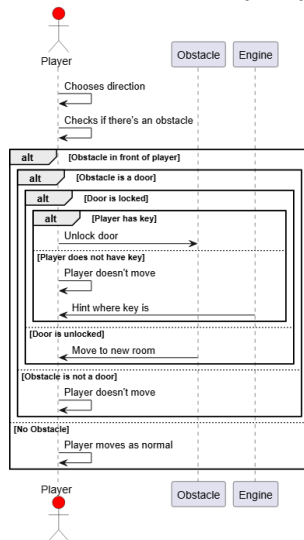 Player
Obstacle
Engine
Chooses direction
Checks if there's an obstacle
alt [Obstacle in front of player]
alt [Obstacle is a door]
alt [Door is locked]
alt [Player has key]
Unlock door
[Player does not have key]
Player doesn't move
Hint where key is
[Door is unlocked]
Move to new room
[Obstacle is not a door]
Player doesn't move
[No Obstacle]
Player moves as normal
Player
Obstacle
Engine